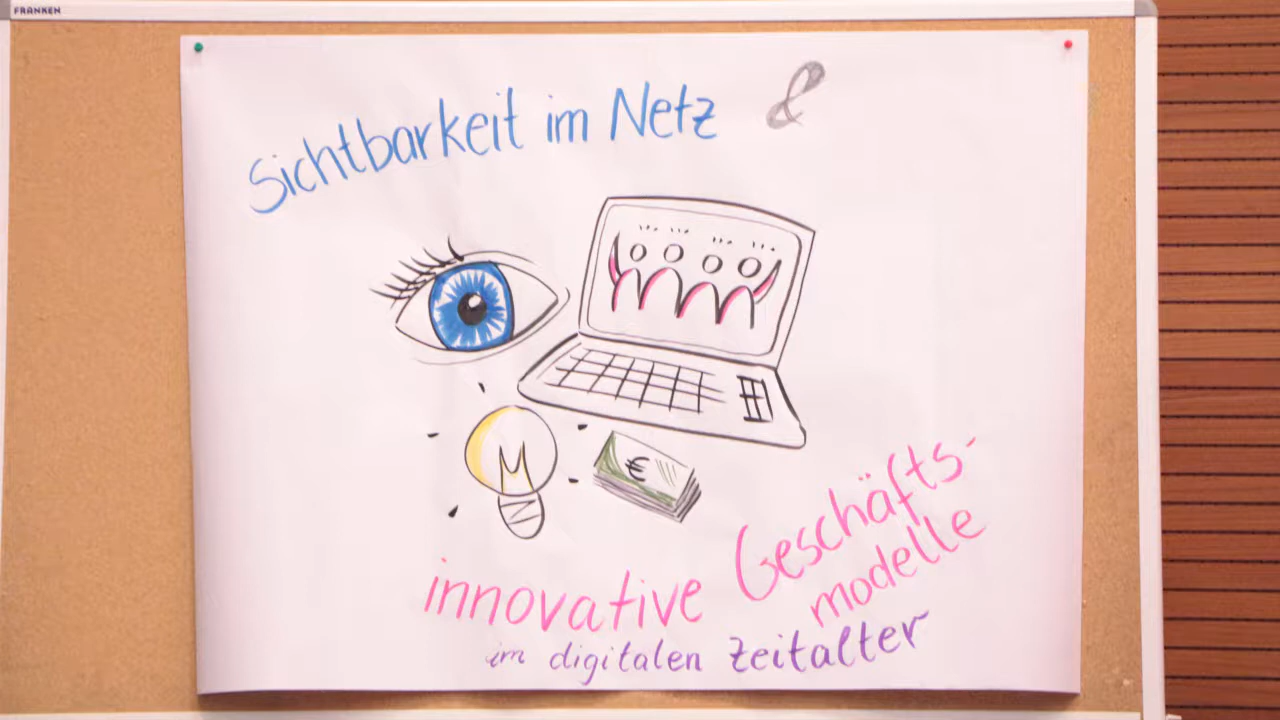 FRANKEN
Sichtbarkeit im Netz &
€
innovative Geschäfts-
modelle
im digitalen Zeitalter